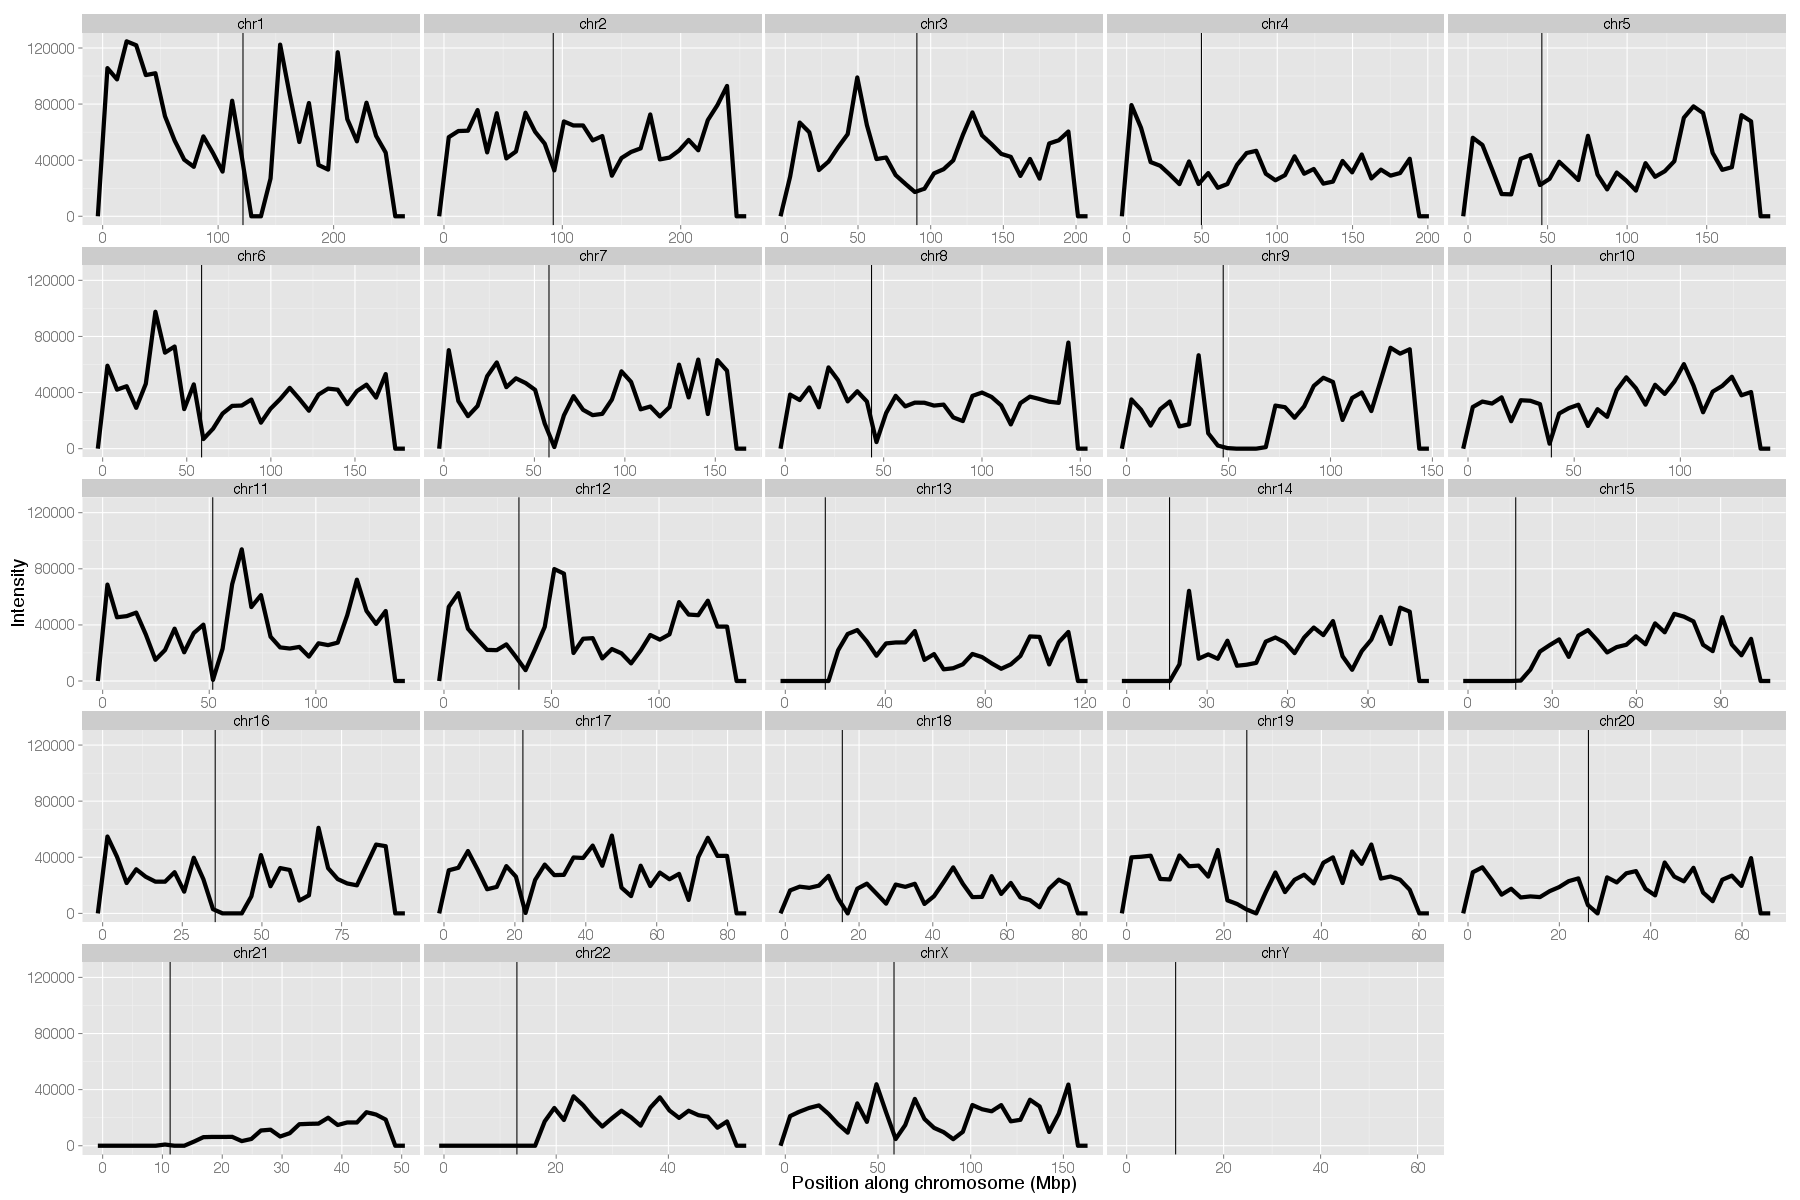 chr1 chr2 chr3 chr4 chr5
120000
80000
40000
0
0 100 200 0 100 200 0 50 100 150 200 0 50 100 150 200 0 50 100 150
chr6 chr7 chr8 chr9 chr10
120000
80000
40000
0
0 50 100 150 0 50 100 150 0 50 100 150 0 50 100 150 0 50 100
chr11 chr12 chr13 chr14 chr15
120000
80000
40000
0
0 50 100 0 50 100 0 40 80 120 0 30 60 90 0 30 60 90
Intensity
chr16 chr17 chr18 chr19 chr20
120000
80000
40000
0
0 25 50 75 0 20 40 60 80 0 20 40 60 80 0 20 40 60 0 20 40 60
chr21 chr22 chrX chrY
120000
80000
40000
0
0 10 20 30 40 50 0 20 40 0 50 100 150 0 20 40 60
Position along chromosome (Mbp)